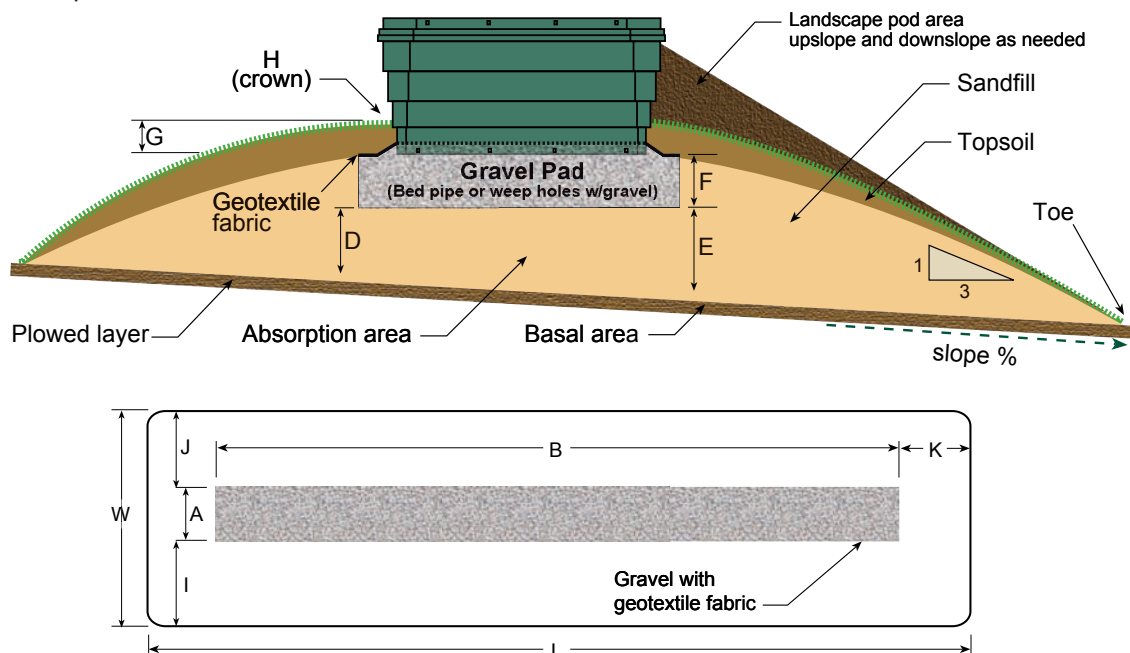 Landscape pod area
upslope and downslope as needed
H
(crown)
Sandfill
G
Topsoil
Gravel Pad
(Bed pipe or weep holes w/gravel)
F
Geotextile
fabric
D
E
Toe
1
3
Plowed layer
Absorption area
Basal area
slope %
J
B
K
W
A
I
Gravel with
geotextile fabric